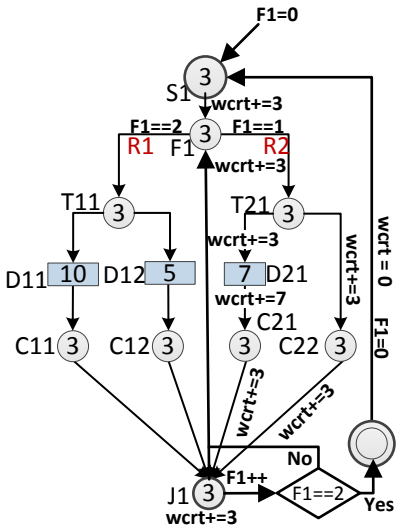 F1=0
3
S1
wcrt+=3
F1==2
3
F1==1
R1
F1
R2
wcrt+=3
T11
3
T21
3
wcrt+=3
wcrt+=3
D11
10
D12
5
7
D21
wcrt+=7
wcrt = 0
F1=0
C11
3
C12
3
3
C21
C22
3
wcrt+=3
wcrt+=3
No
J1
3
F1++
F1==2
Yes
wcrt+=3